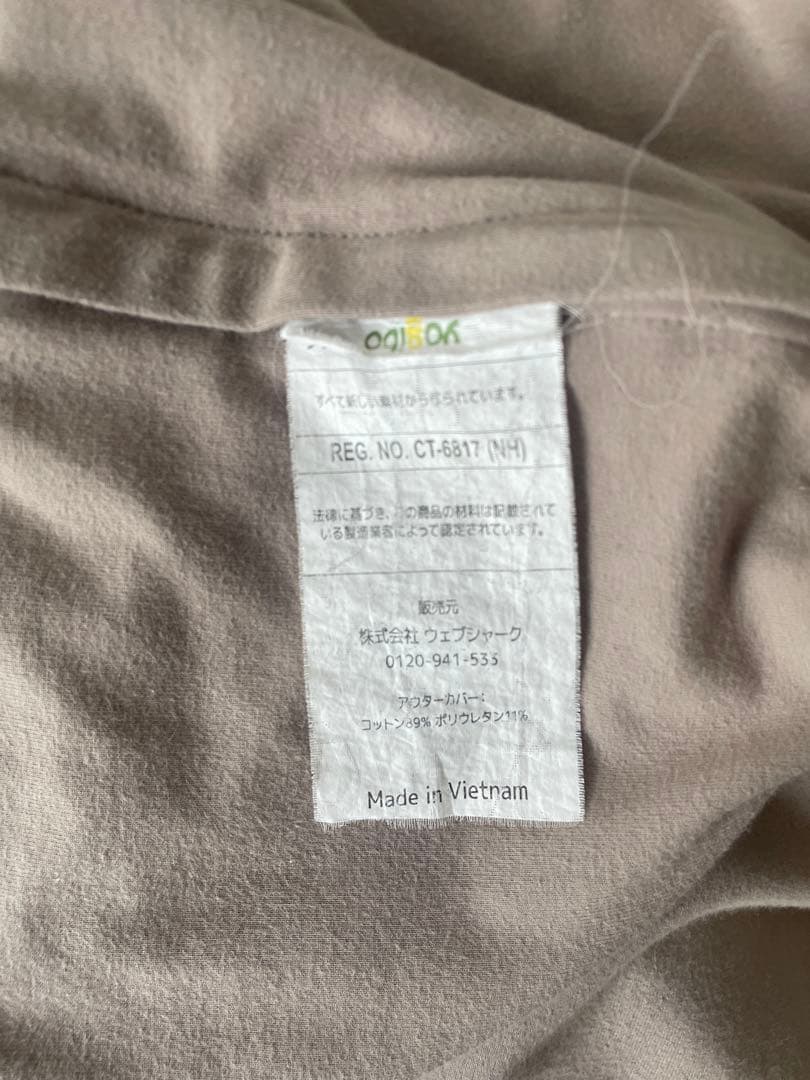 yogibo
すべて新しい素材から作られています。
REG. NO. CT-6817 (NH)
法律に基づき、この商品の材料は記載されて
いる製造業者によって認定されています。
販売元
株式会社 ウェブシャーク
0120-941-533
アウターカバー：
コットン89% ポリウレタン11%
Made in Vietnam